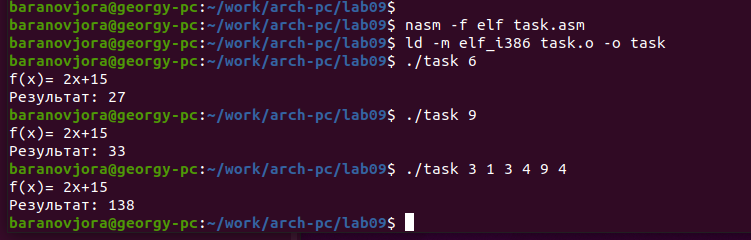 baranovjora@georgy-pc:~/work/arch-pc/lab09$
baranovjora@georgy-pc:~/work/arch-pc/lab09$ nasm -f elf task.asm
baranovjora@georgy-pc:~/work/arch-pc/lab09$ ld -m elf_i386 task.o -o task
baranovjora@georgy-pc:~/work/arch-pc/lab09$ ./task 6
f(x)= 2x+15
Результат: 27
baranovjora@georgy-pc:~/work/arch-pc/lab09$ ./task 9
f(x)= 2x+15
Результат: 33
baranovjora@georgy-pc:~/work/arch-pc/lab09$ ./task 3 1 3 4 9 4
f(x)= 2x+15
Результат: 138
baranovjora@georgy-pc:~/work/arch-pc/lab09$